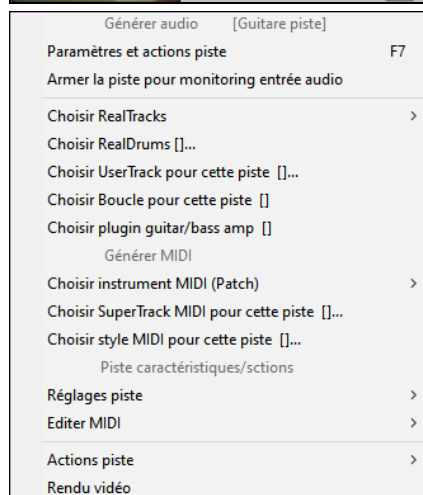 Générer audio [Guitare piste]
Paramètres et actions piste F7
Armer la piste pour monitoring entrée audio
Choisir RealTracks >
Choisir RealDrums []...
Choisir UserTrack pour cette piste []...
Choisir Boucle pour cette piste []
Choisir plugin guitar/bass amp []
Générer MIDI
Choisir instrument MIDI (Patch) >
Choisir SuperTrack MIDI pour cette piste []...
Choisir style MIDI pour cette piste []...
Piste caractéristiques/sctions
Réglages piste >
Editer MIDI >
Actions piste >
Rendu vidéo